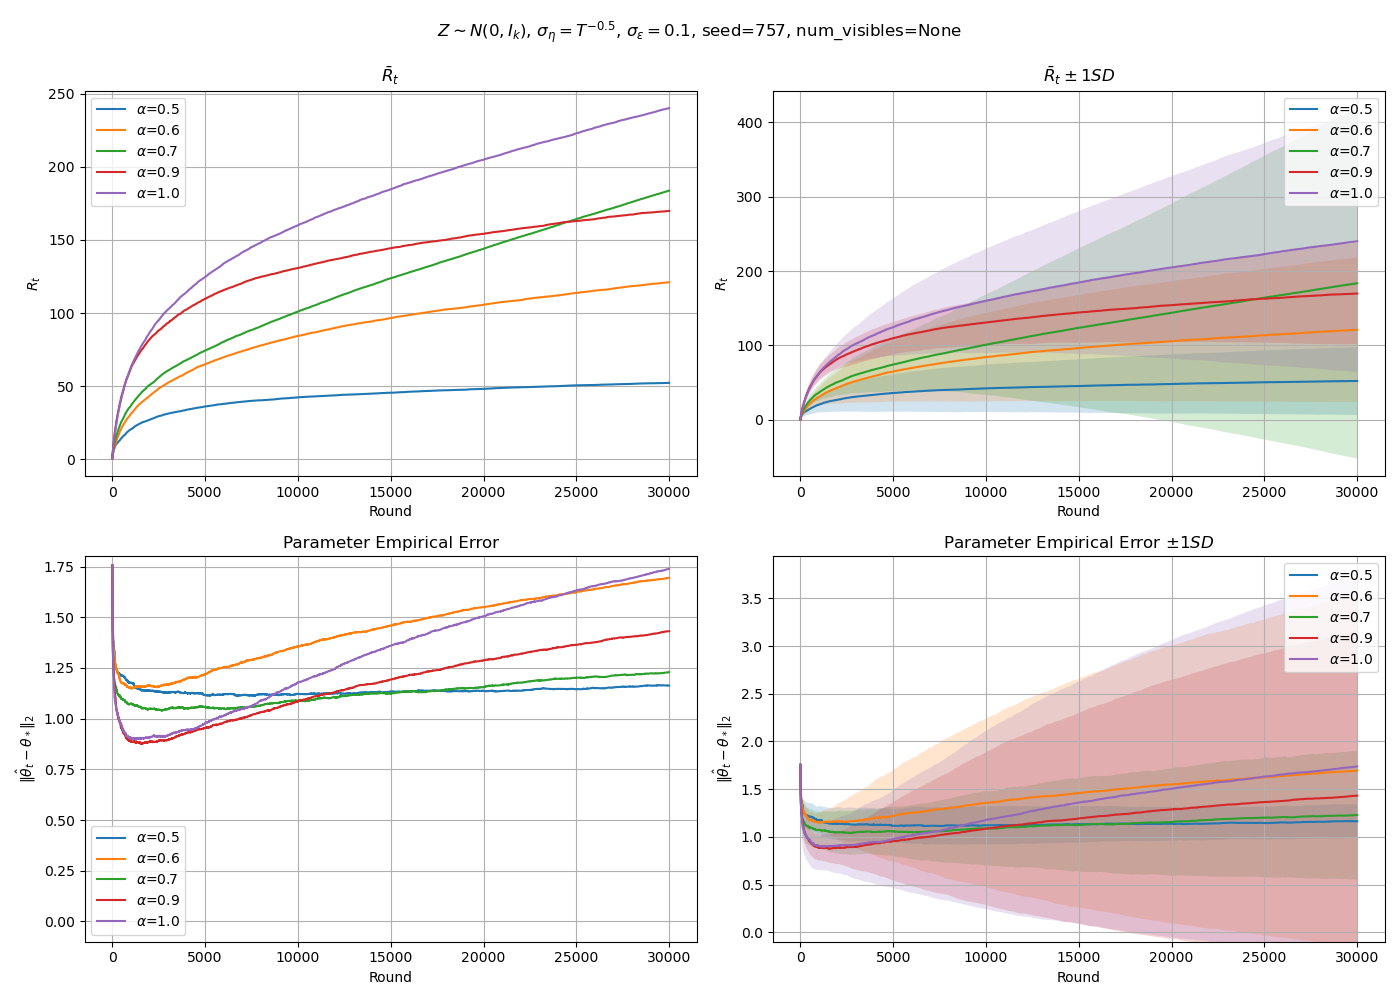 Z ~ N(0, I_k), σ_η = T^{−0.5}, σ_ε = 0.1, seed=757, num_visibles=None
R̄_t
250
200
150
100
50
0
R_t
α=0.5
α=0.6
α=0.7
α=0.9
α=1.0
0 5000 10000 15000 20000 25000 30000
Round
R̄_t ± 1SD
400
300
200
100
0
R_t
α=0.5
α=0.6
α=0.7
α=0.9
α=1.0
0 5000 10000 15000 20000 25000 30000
Round
Parameter Empirical Error
1.75
1.50
1.25
1.00
0.75
0.50
0.25
0.00
‖θ̂_t − θ_*‖_2
α=0.5
α=0.6
α=0.7
α=0.9
α=1.0
0 5000 10000 15000 20000 25000 30000
Round
Parameter Empirical Error ±1SD
3.5
3.0
2.5
2.0
1.5
1.0
0.5
0.0
‖θ̂_t − θ_*‖_2
α=0.5
α=0.6
α=0.7
α=0.9
α=1.0
0 5000 10000 15000 20000 25000 30000
Round